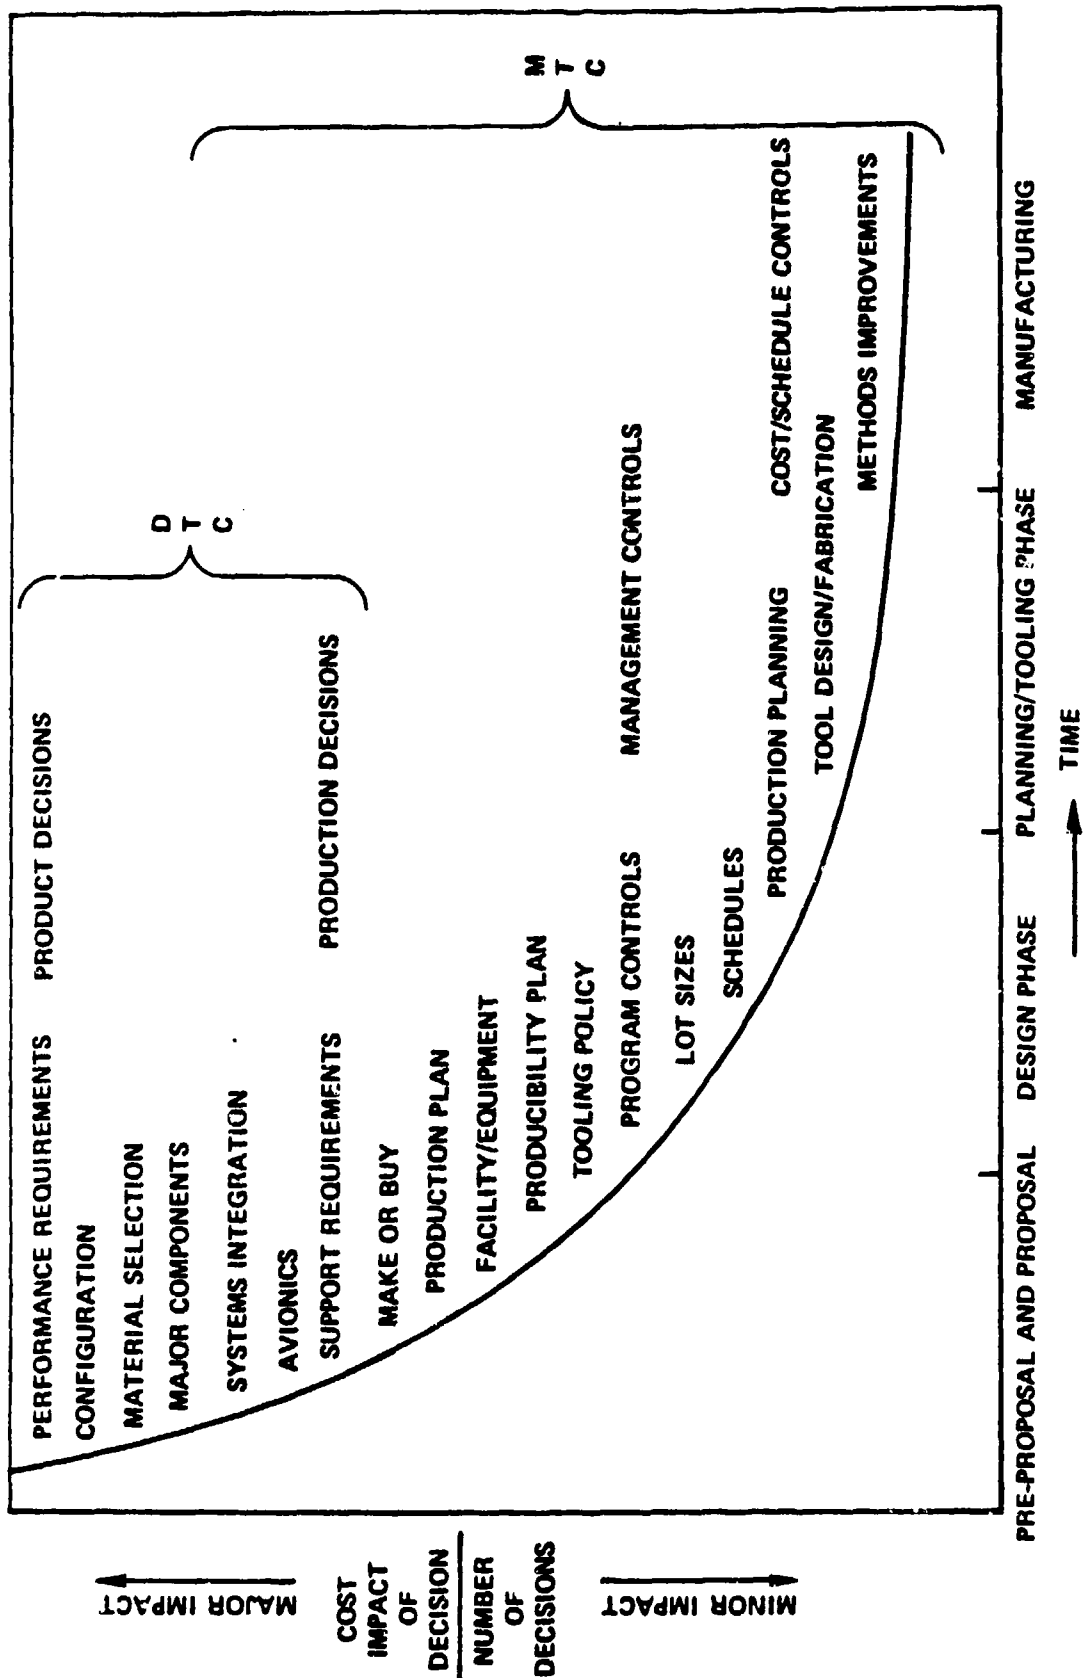 PERFORMANCE REQUIREMENTS
PRODUCT DECISIONS
CONFIGURATION
MATERIAL SELECTION
MAJOR COMPONENTS
SYSTEMS INTEGRATION
AVIONICS
SUPPORT REQUIREMENTS
PRODUCTION DECISIONS
D
T
C
MAKE OR BUY
PRODUCTION PLAN
FACILITY/EQUIPMENT
PRODUCIBILITY PLAN
TOOLING POLICY
PROGRAM CONTROLS
MANAGEMENT CONTROLS
LOT SIZES
SCHEDULES
PRODUCTION PLANNING
COST/SCHEDULE CONTROLS
TOOL DESIGN/FABRICATION
METHODS IMPROVEMENTS
M
T
C
MAJOR IMPACT
COST
IMPACT
OF
DECISION
NUMBER
OF
DECISIONS
MINOR IMPACT
PRE-PROPOSAL AND PROPOSAL
DESIGN PHASE
PLANNING/TOOLING PHASE
MANUFACTURING
TIME